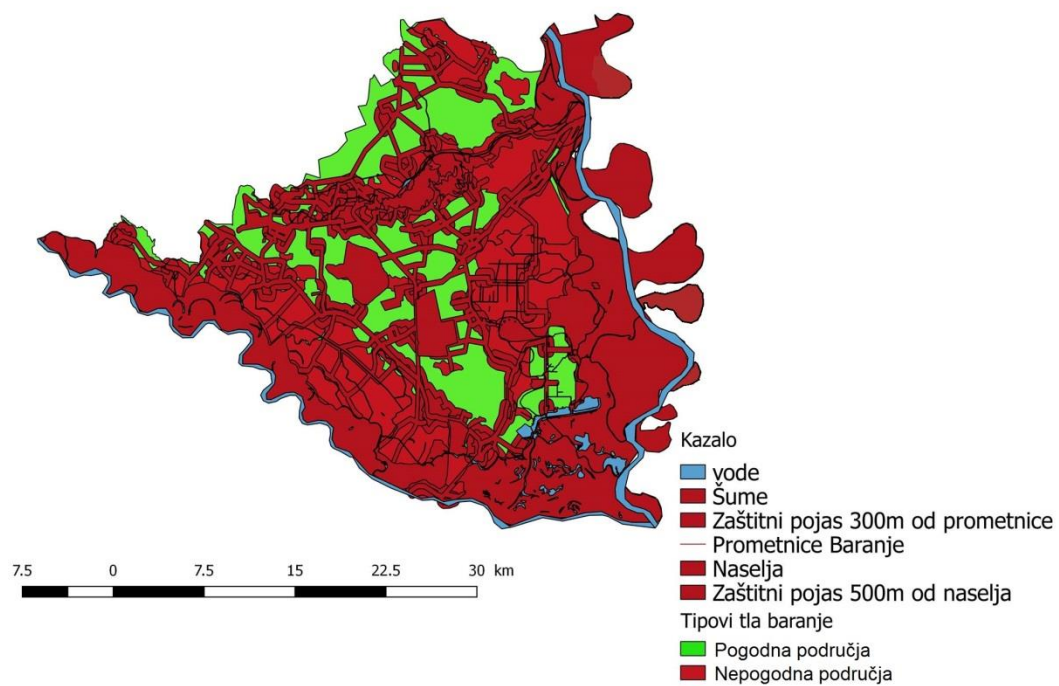 Kazalo
vode
Šume
Zaštitni pojas 300m od prometnice
Prometnice Baranje
Naselja
Zaštitni pojas 500m od naselja
Tipovi tla baranje
Pogodna područja
Nepogodna područja
7.5 0 7.5 15 22.5 30 km